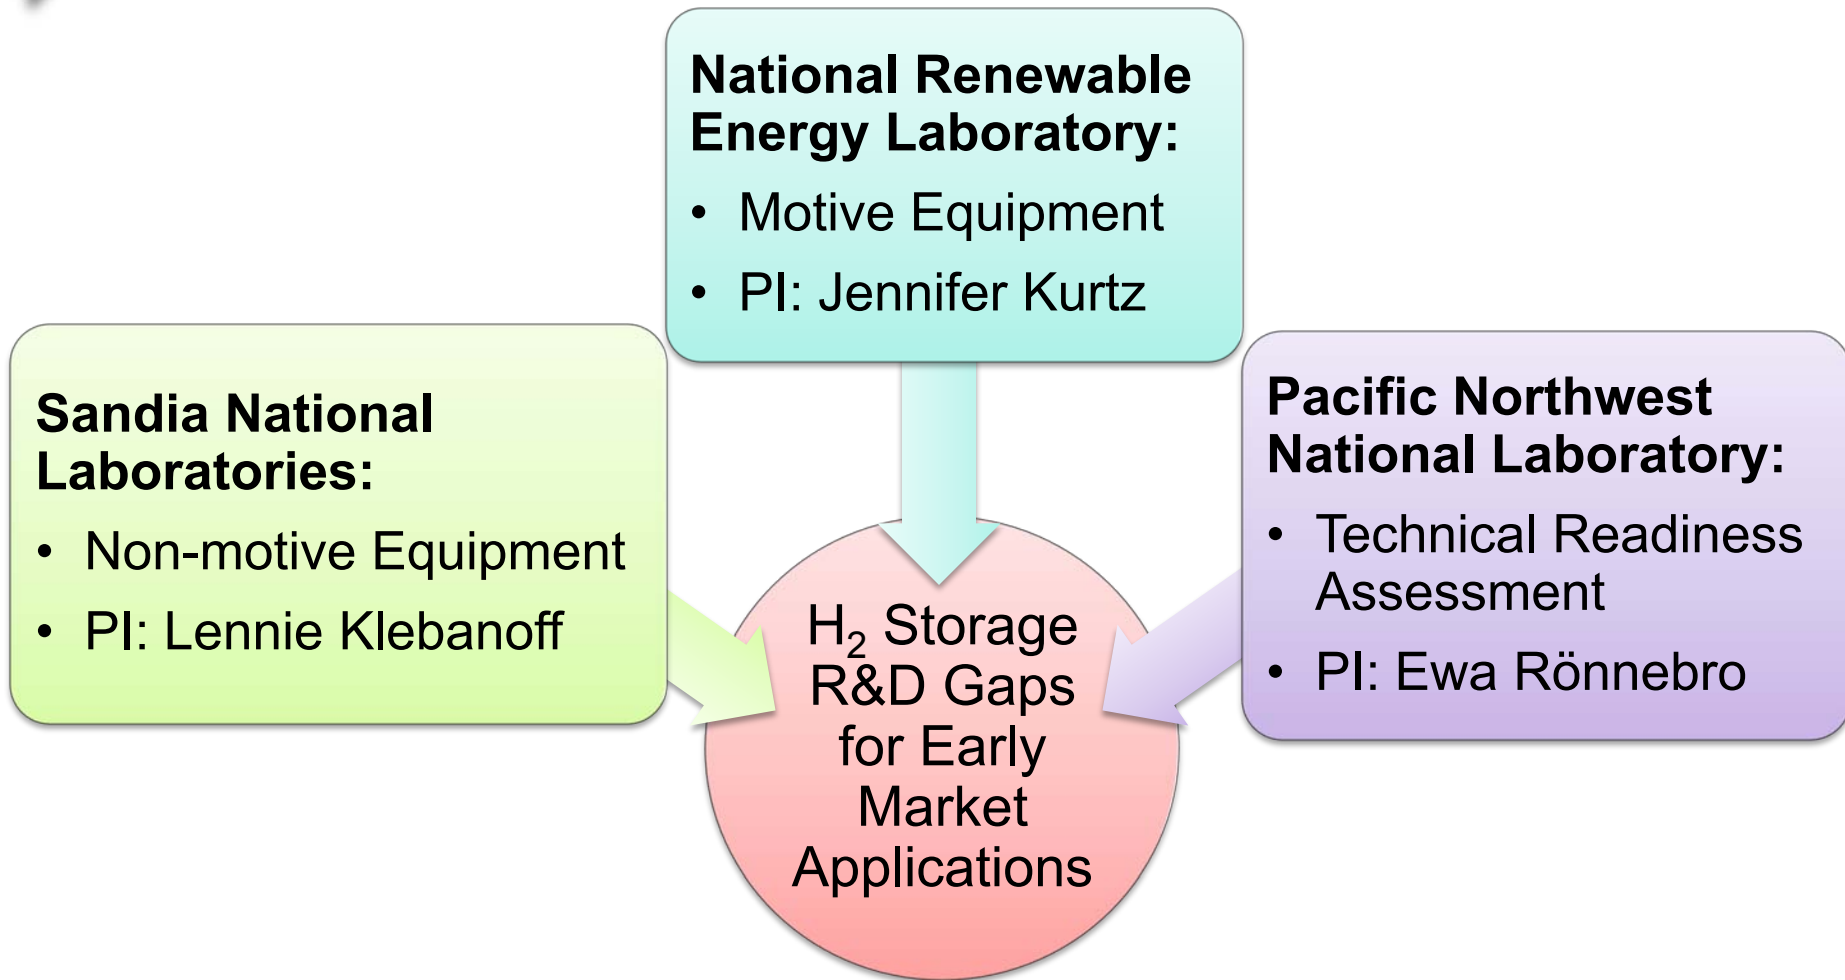 National Renewable
Energy Laboratory:
• Motive Equipment
• PI: Jennifer Kurtz
Sandia National
Laboratories:
• Non-motive Equipment
• PI: Lennie Klebanoff
Pacific Northwest
National Laboratory:
• Technical Readiness
Assessment
• PI: Ewa Rönnebro
H₂ Storage
R&D Gaps
for Early
Market
Applications